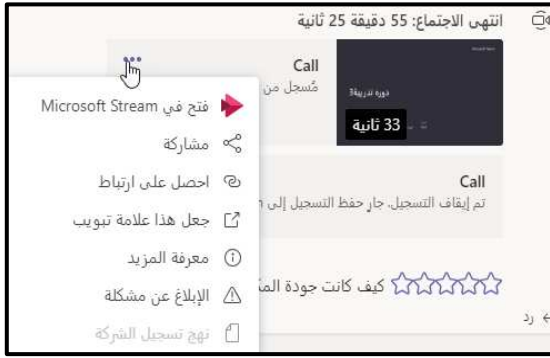 انتهى الاجتماع: 55 دقيقة 25 ثانية
Call
مُسجل من
دوره تدريبية3
33 ثانية
فتح في Microsoft Stream
مشاركة
احصل على ارتباط
جعل هذا علامة تبويب
معرفة المزيد
الإبلاغ عن مشكلة
نهج تسجيل الشركة
Call
تم إيقاف التسجيل. جارٍ حفظ التسجيل إلى
كيف كانت جودة
رد